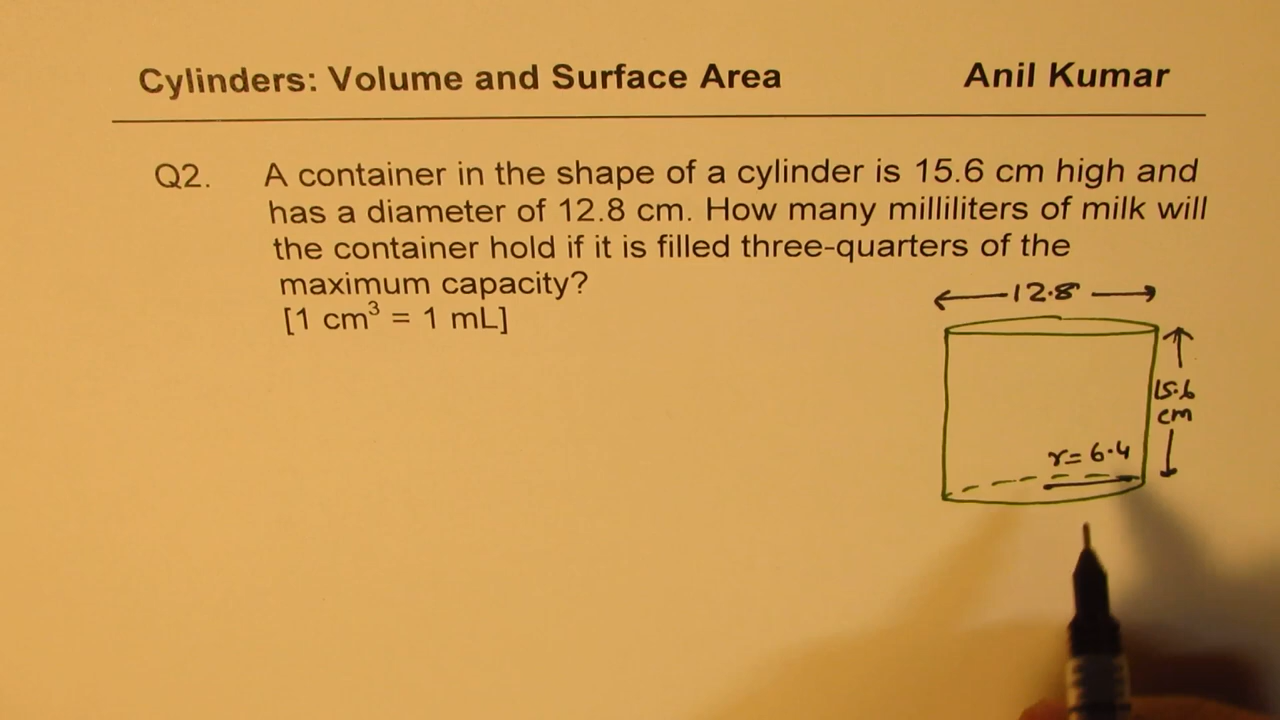 Cylinders: Volume and Surface Area Anil Kumar
Q2. A container in the shape of a cylinder is 15.6 cm high and
has a diameter of 12.8 cm. How many milliliters of milk will
the container hold if it is filled three-quarters of the
maximum capacity?
[1 cm³ = 1 mL]
12.8
15.6
cm
r= 6.4